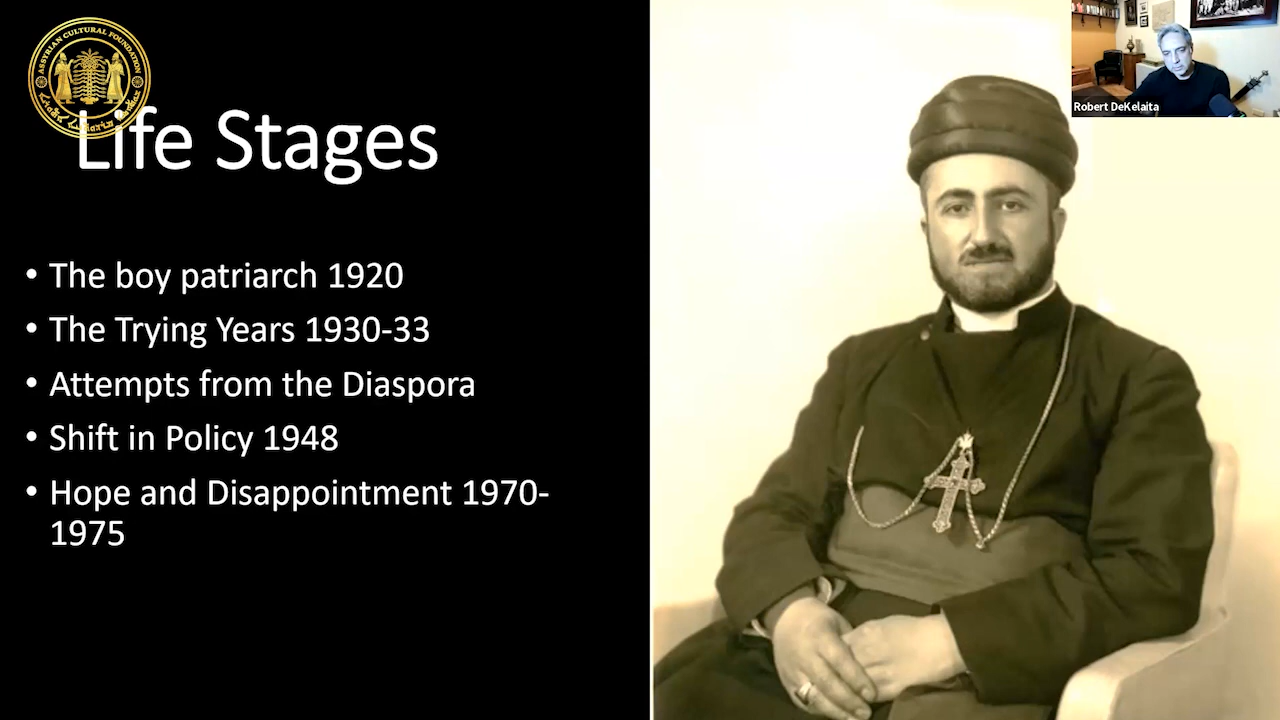 ASSYRIAN CULTURAL FOUNDATION
Life Stages
• The boy patriarch 1920
• The Trying Years 1930-33
• Attempts from the Diaspora
• Shift in Policy 1948
• Hope and Disappointment 1970-
1975
Robert DeKelaita